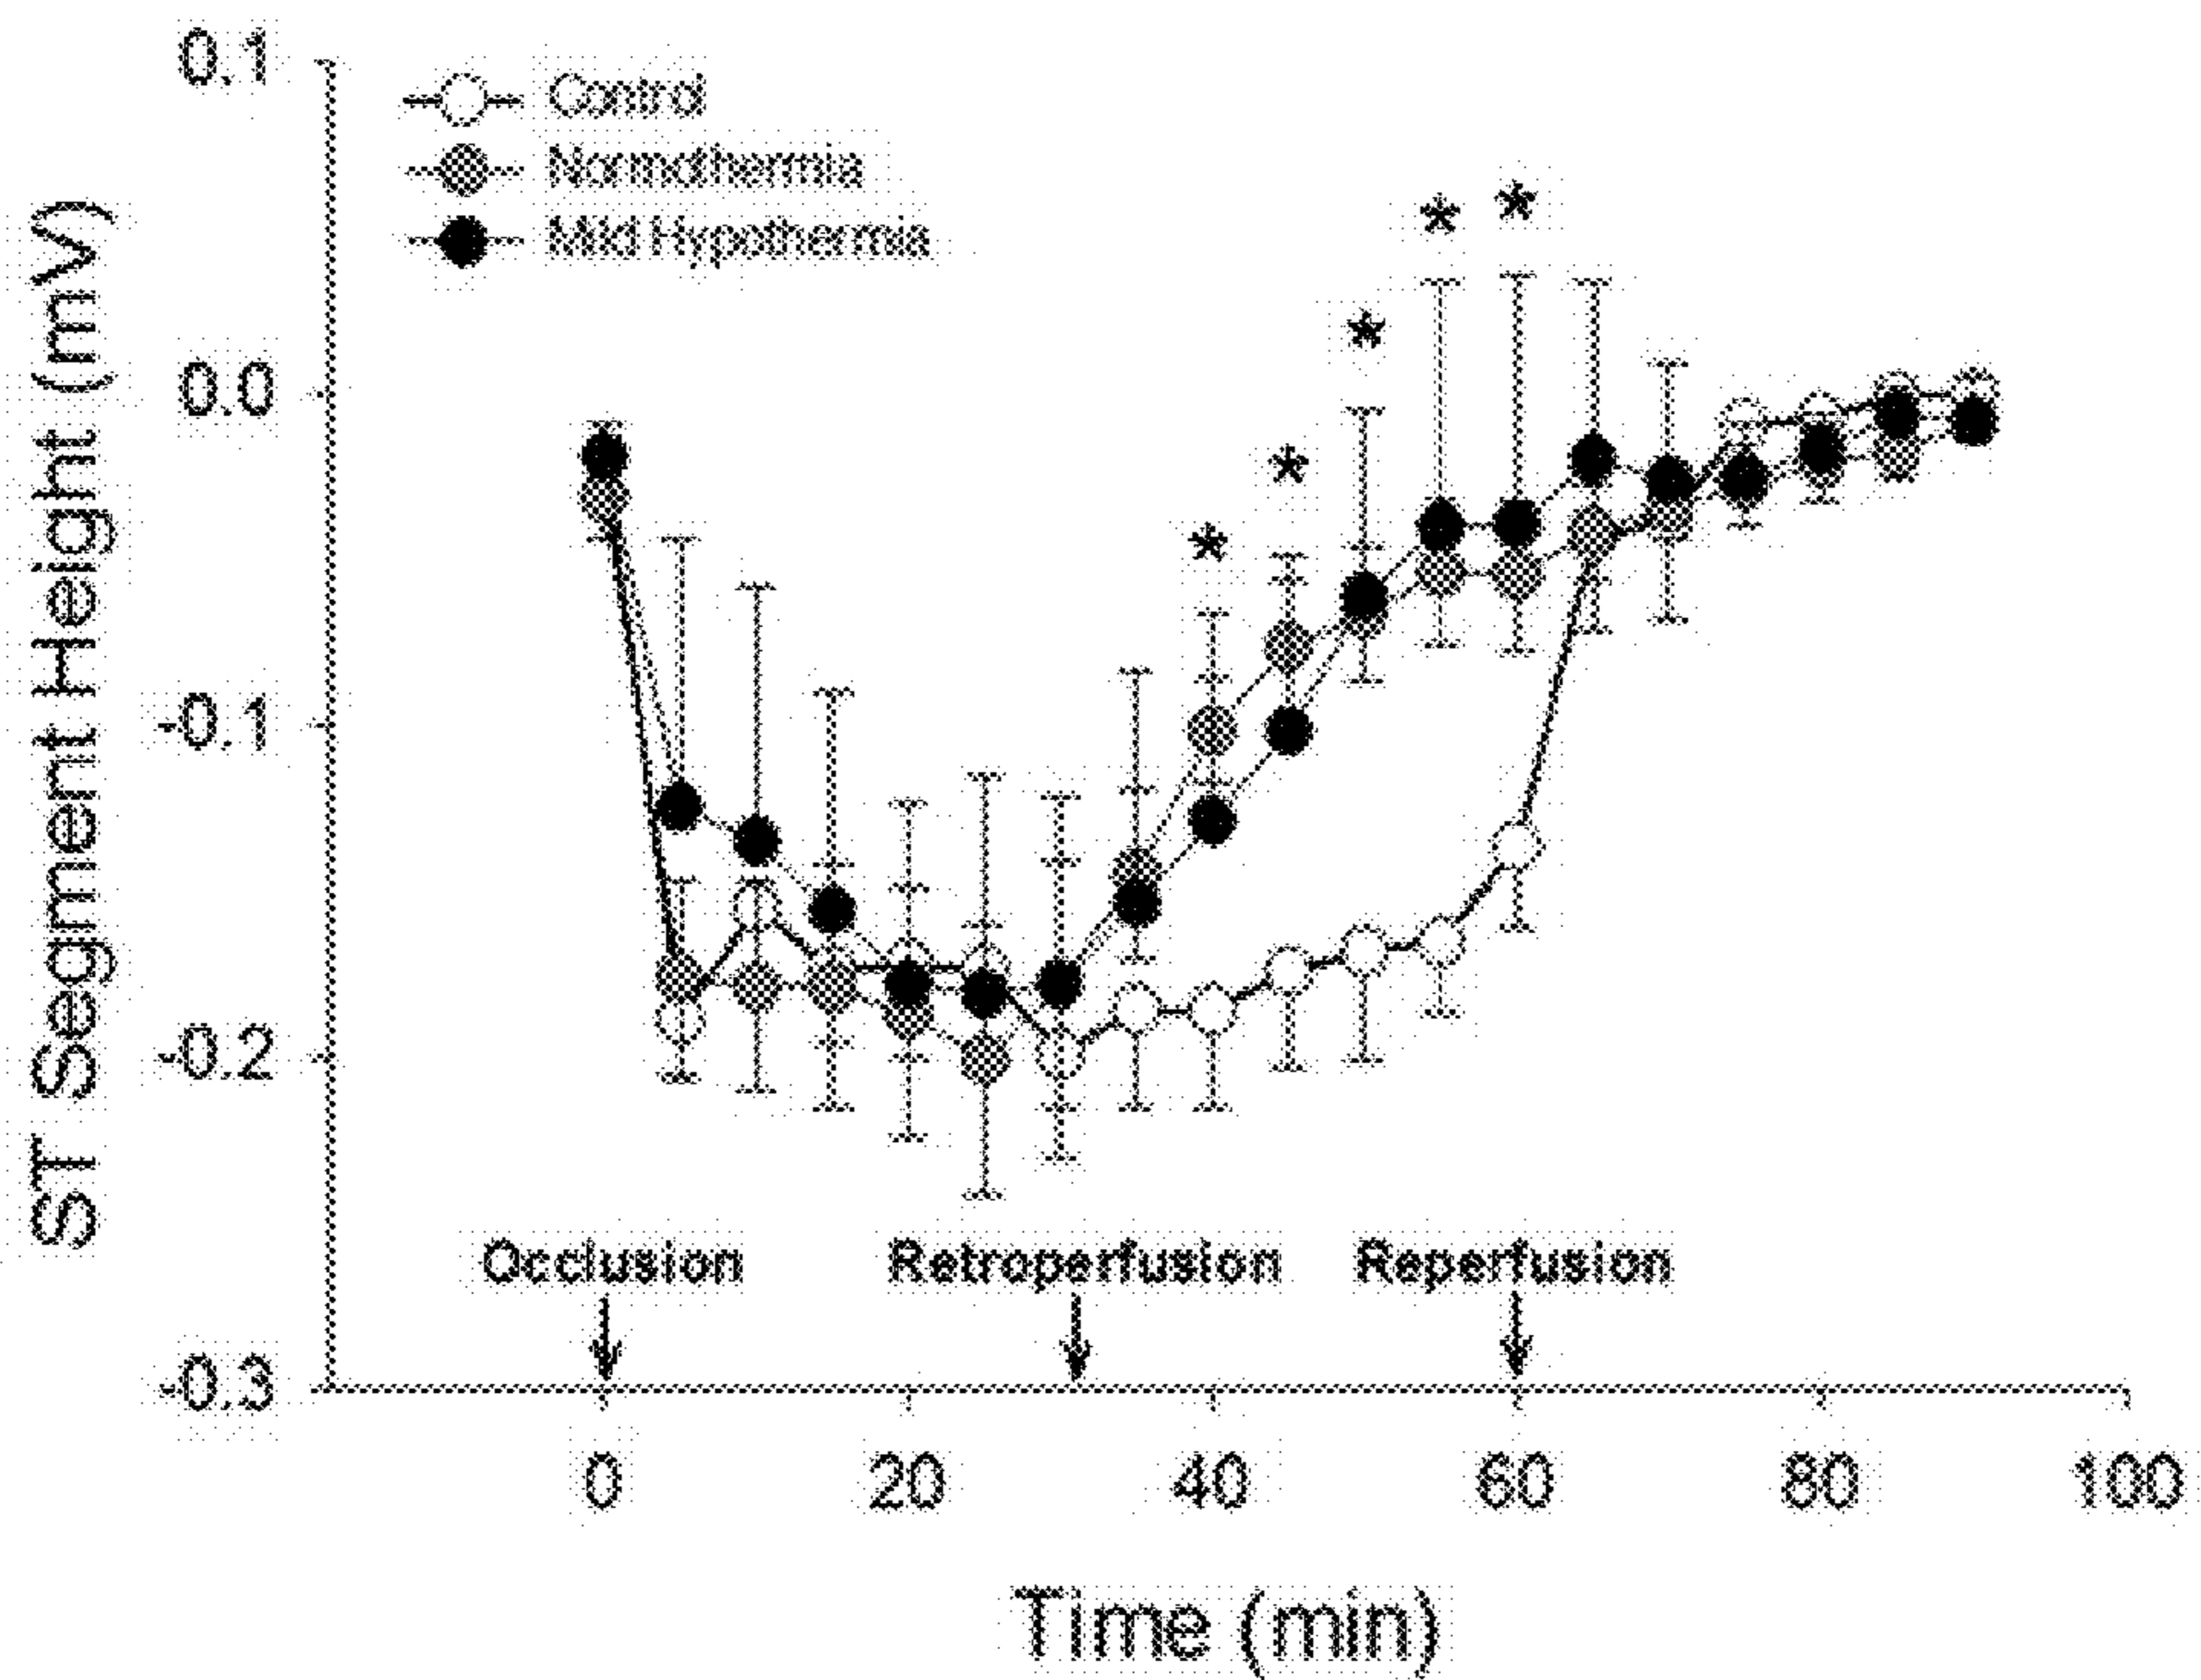 ST Segment Height (mV)
0.1
0.0
-0.1
-0.2
-0.3
Control
Normothermia
Mild Hypothermia
*
*
*
*
*
Occlusion
Retroperfusion
Reperfusion
0
20
40
60
80
100
Time (min)